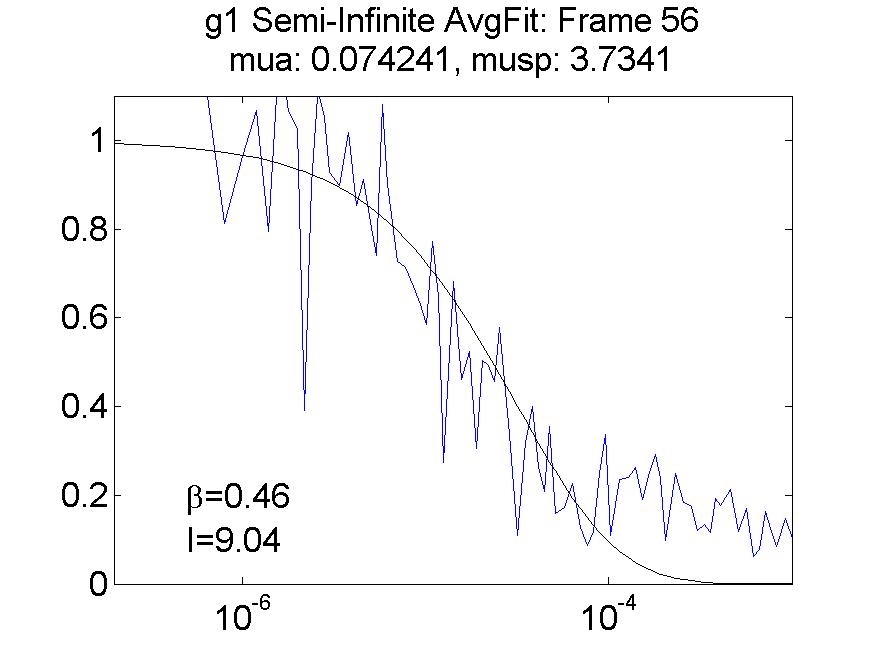 g1 Semi-Infinite AvgFit: Frame 56
mua: 0.074241, musp: 3.7341
1
0.8
0.6
0.4
0.2
0
β=0.46
I=9.04
10^-6
10^-4